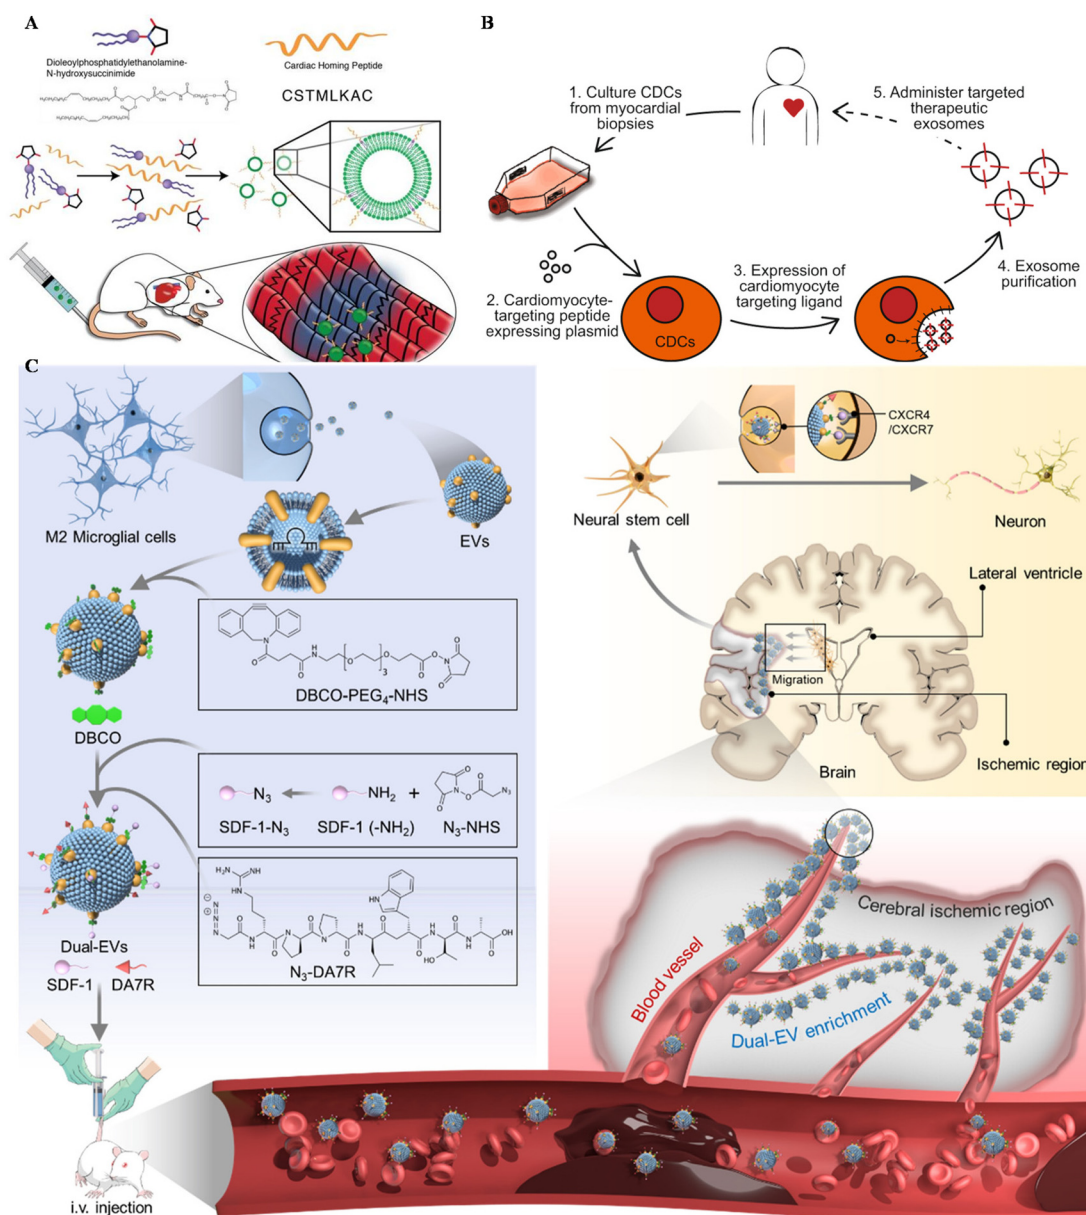 A
Dioleoylphosphatidylethanolamine-
N-hydroxysuccinimide
Cardiac Homing Peptide
CSTMLKAC
B
1. Culture CDCs
from myocardial
biopsies
5. Administer targeted
therapeutic
exosomes
2. Cardiomyocyte-
targeting peptide
expressing plasmid
CDCs
3. Expression of
cardiomyocyte
targeting ligand
4. Exosome
purification
C
M2 Microglial cells
EVs
DBCO-PEG4-NHS
DBCO
N3
NH2
+
SDF-1-N3
SDF-1 (-NH2)
N3-NHS
Dual-EVs
SDF-1
DA7R
N3-DA7R
i.v. injection
CXCR4
/CXCR7
Neural stem cell
Neuron
Lateral ventricle
Migration
Ischemic region
Brain
Cerebral ischemic region
Blood vessel
Dual-EV enrichment